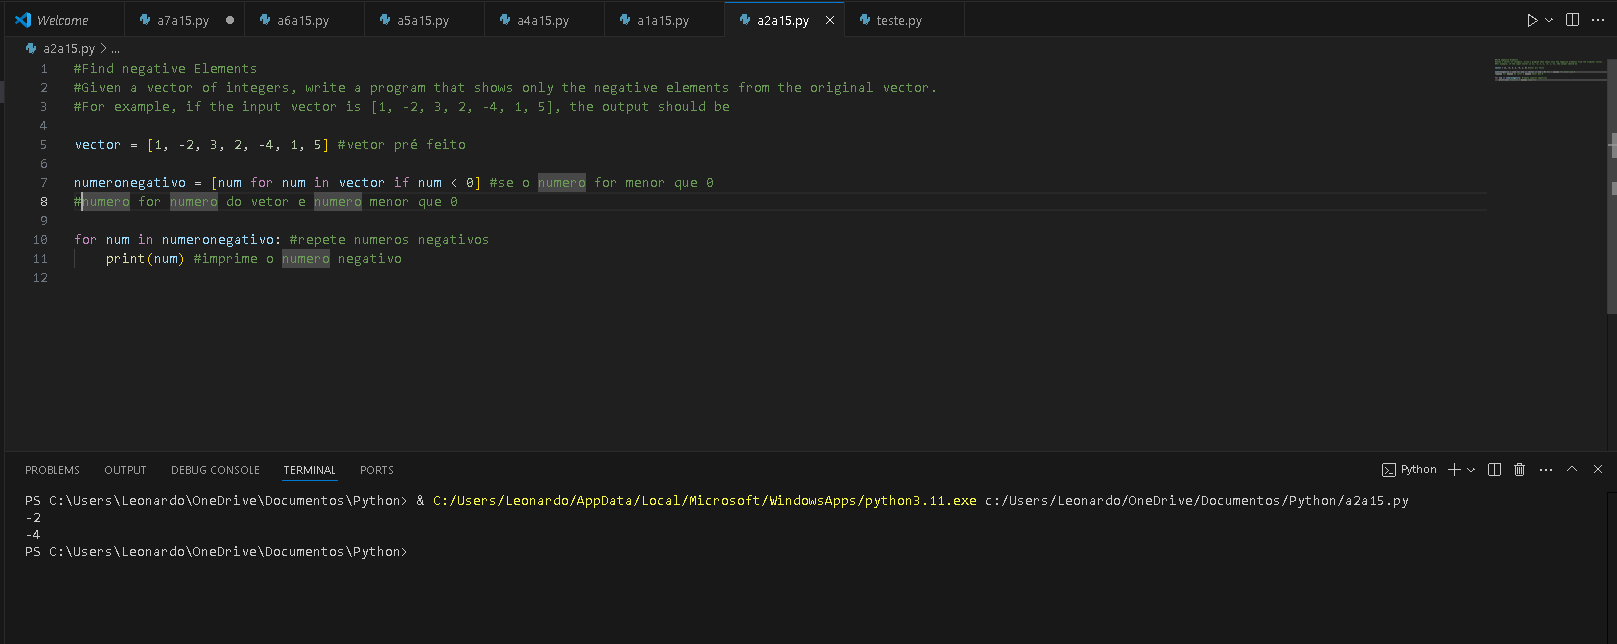 Welcome a7a15.py a6a15.py a5a15.py a4a15.py a1a15.py a2a15.py teste.py
a2a15.py > ...
1 #Find negative Elements
2 #Given a vector of integers, write a program that shows only the negative elements from the original vector.
3 #For example, if the input vector is [1, -2, 3, 2, -4, 1, 5], the output should be
4
5 vector = [1, -2, 3, 2, -4, 1, 5] #vetor pré feito
6
7 numeronegativo = [num for num in vector if num < 0] #se o numero for menor que 0
8 #numero for numero do vetor e numero menor que 0
9
10 for num in numeronegativo: #repete numeros negativos
11 print(num) #imprime o numero negativo
12
PROBLEMS OUTPUT DEBUG CONSOLE TERMINAL PORTS Python
PS C:\Users\Leonardo\OneDrive\Documentos\Python> & C:/Users/Leonardo/AppData/Local/Microsoft/WindowsApps/python3.11.exe c:/Users/Leonardo/OneDrive/Documentos/Python/a2a15.py
-2
-4
PS C:\Users\Leonardo\OneDrive\Documentos\Python>